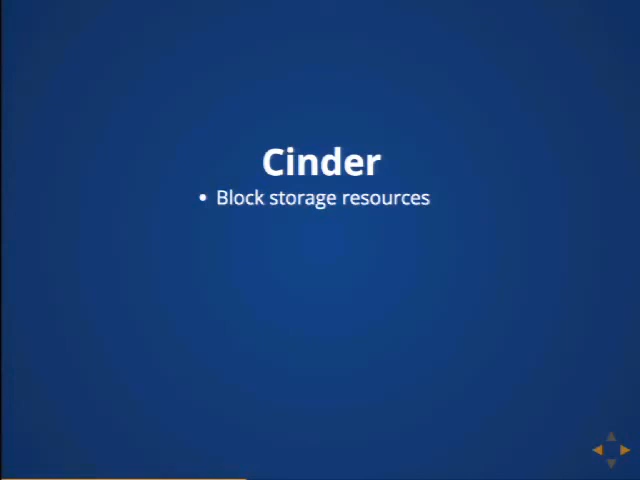 Cinder
• Block storage resources